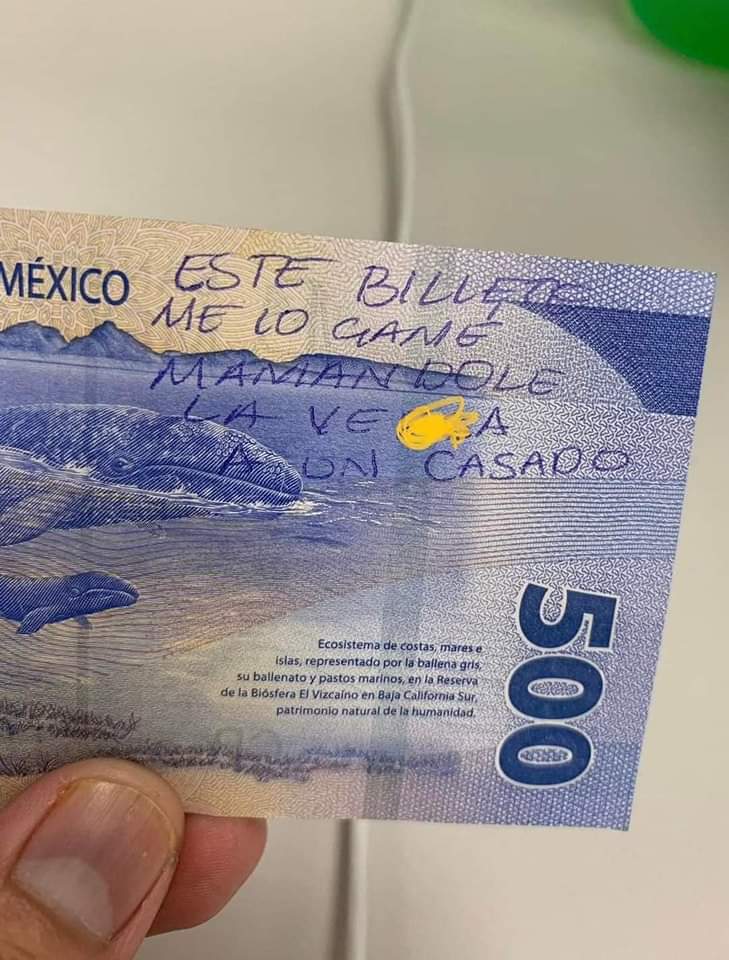 MÉXICO
ESTE BILLETE
ME LO GANE
MAMANDOLE
LA VE A
A UN CASADO
Ecosistema de costas, mares e
islas, representado por la ballena gris,
su ballenato y pastos marinos, en la Reserva
de la Biósfera El Vizcaíno en Baja California Sur,
patrimonio natural de la humanidad.
500